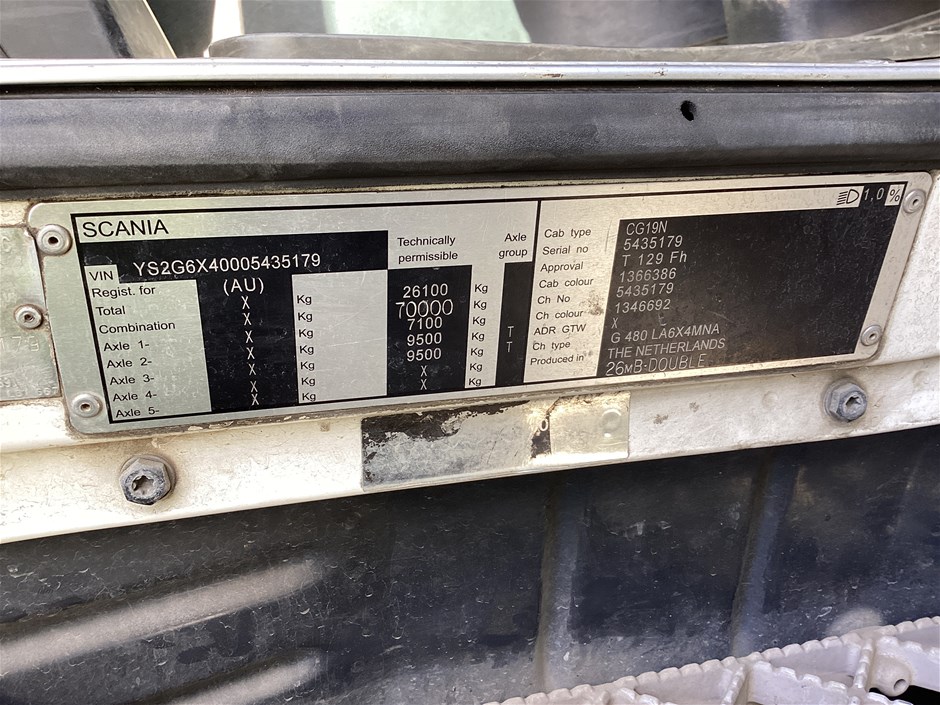 1,0 %
SCANIA
VIN YS2G6X40005435179
Technically permissible
Axle group
Regist. for (AU)
Total X Kg 26100 Kg
Combination X Kg 70000 Kg
Axle 1- X Kg 7100 Kg
Axle 2- X Kg 9500 Kg T
Axle 3- X Kg 9500 Kg T
Axle 4- X Kg X Kg
Axle 5- X Kg X Kg
Cab type CG19N
Serial no 5435179
Approval T 129 Fh
Cab colour 1366386
Ch No 5435179
Ch colour 1346692
ADR GTW X
Ch type G 480 LA6X4MNA
Produced in THE NETHERLANDS
26MB-DOUBLE